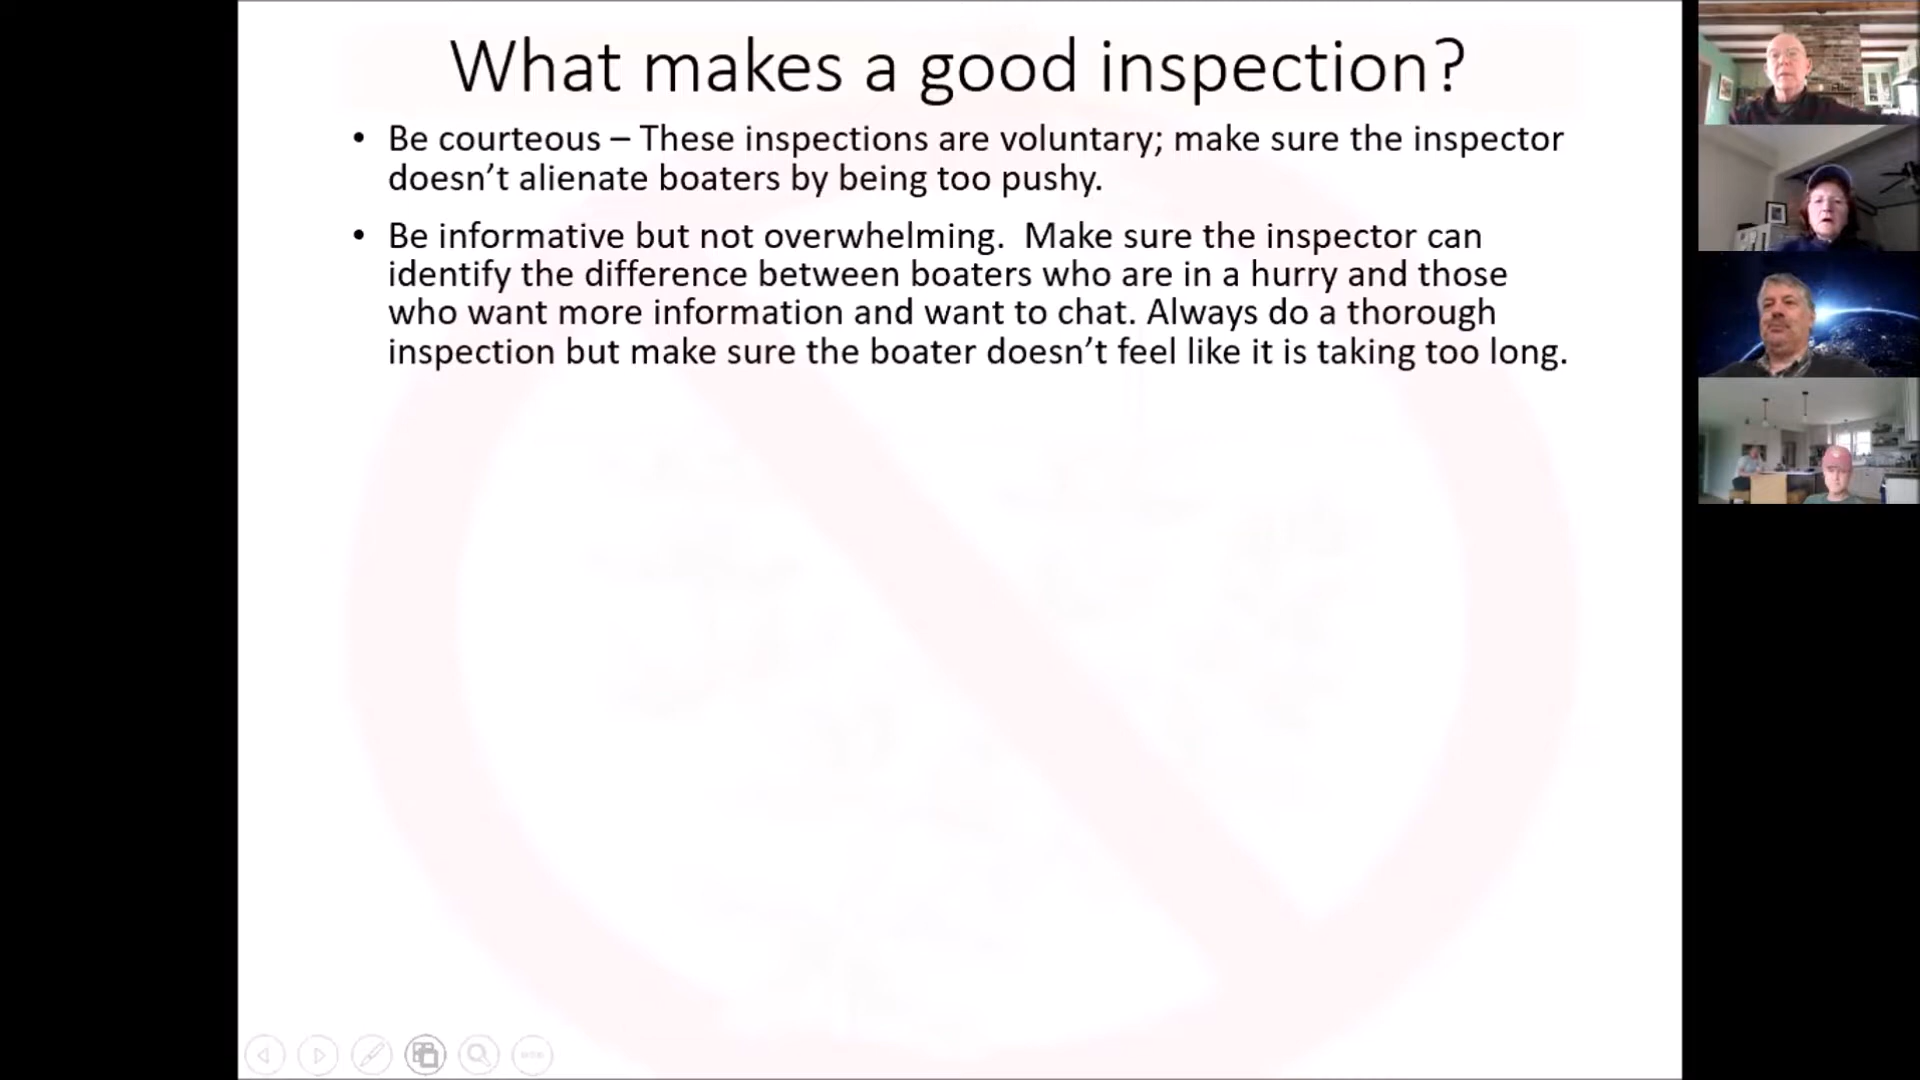 What makes a good inspection?
• Be courteous – These inspections are voluntary; make sure the inspector
doesn’t alienate boaters by being too pushy.
• Be informative but not overwhelming.  Make sure the inspector can
identify the difference between boaters who are in a hurry and those
who want more information and want to chat. Always do a thorough
inspection but make sure the boater doesn’t feel like it is taking too long.